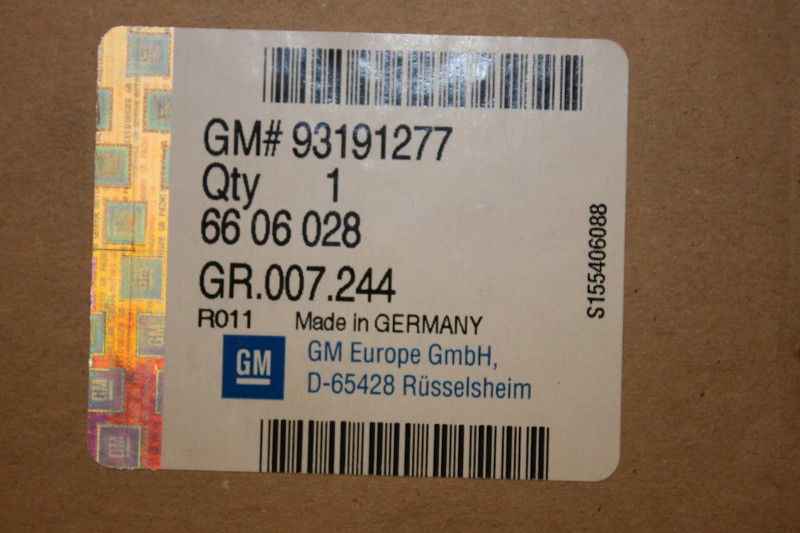 GM# 93191277
Qty 1
66 06 028
GR.007.244
R011 Made in GERMANY
GM
GM Europe GmbH,
D-65428 Rüsselsheim
S155406088